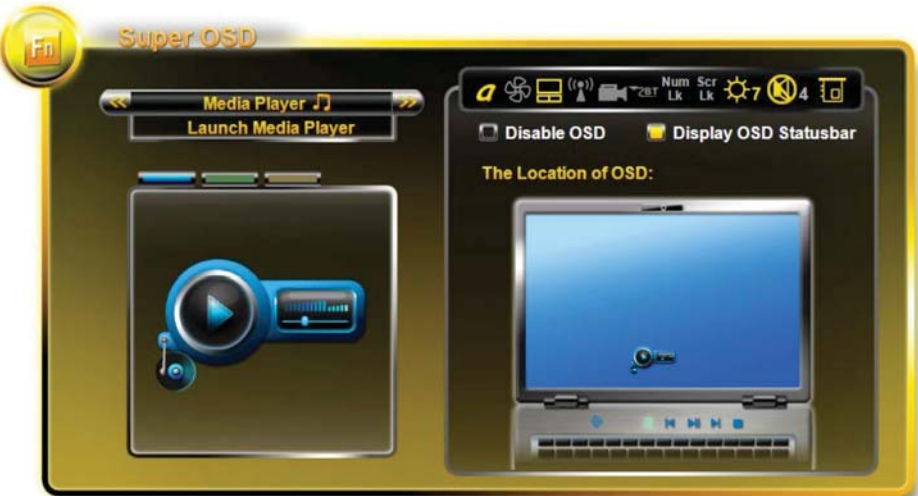 Fn
Super OSD
Media Player
Launch Media Player
a
2BT
Num Lk
Scr Lk
7
4
Disable OSD
Display OSD Statusbar
The Location of OSD: